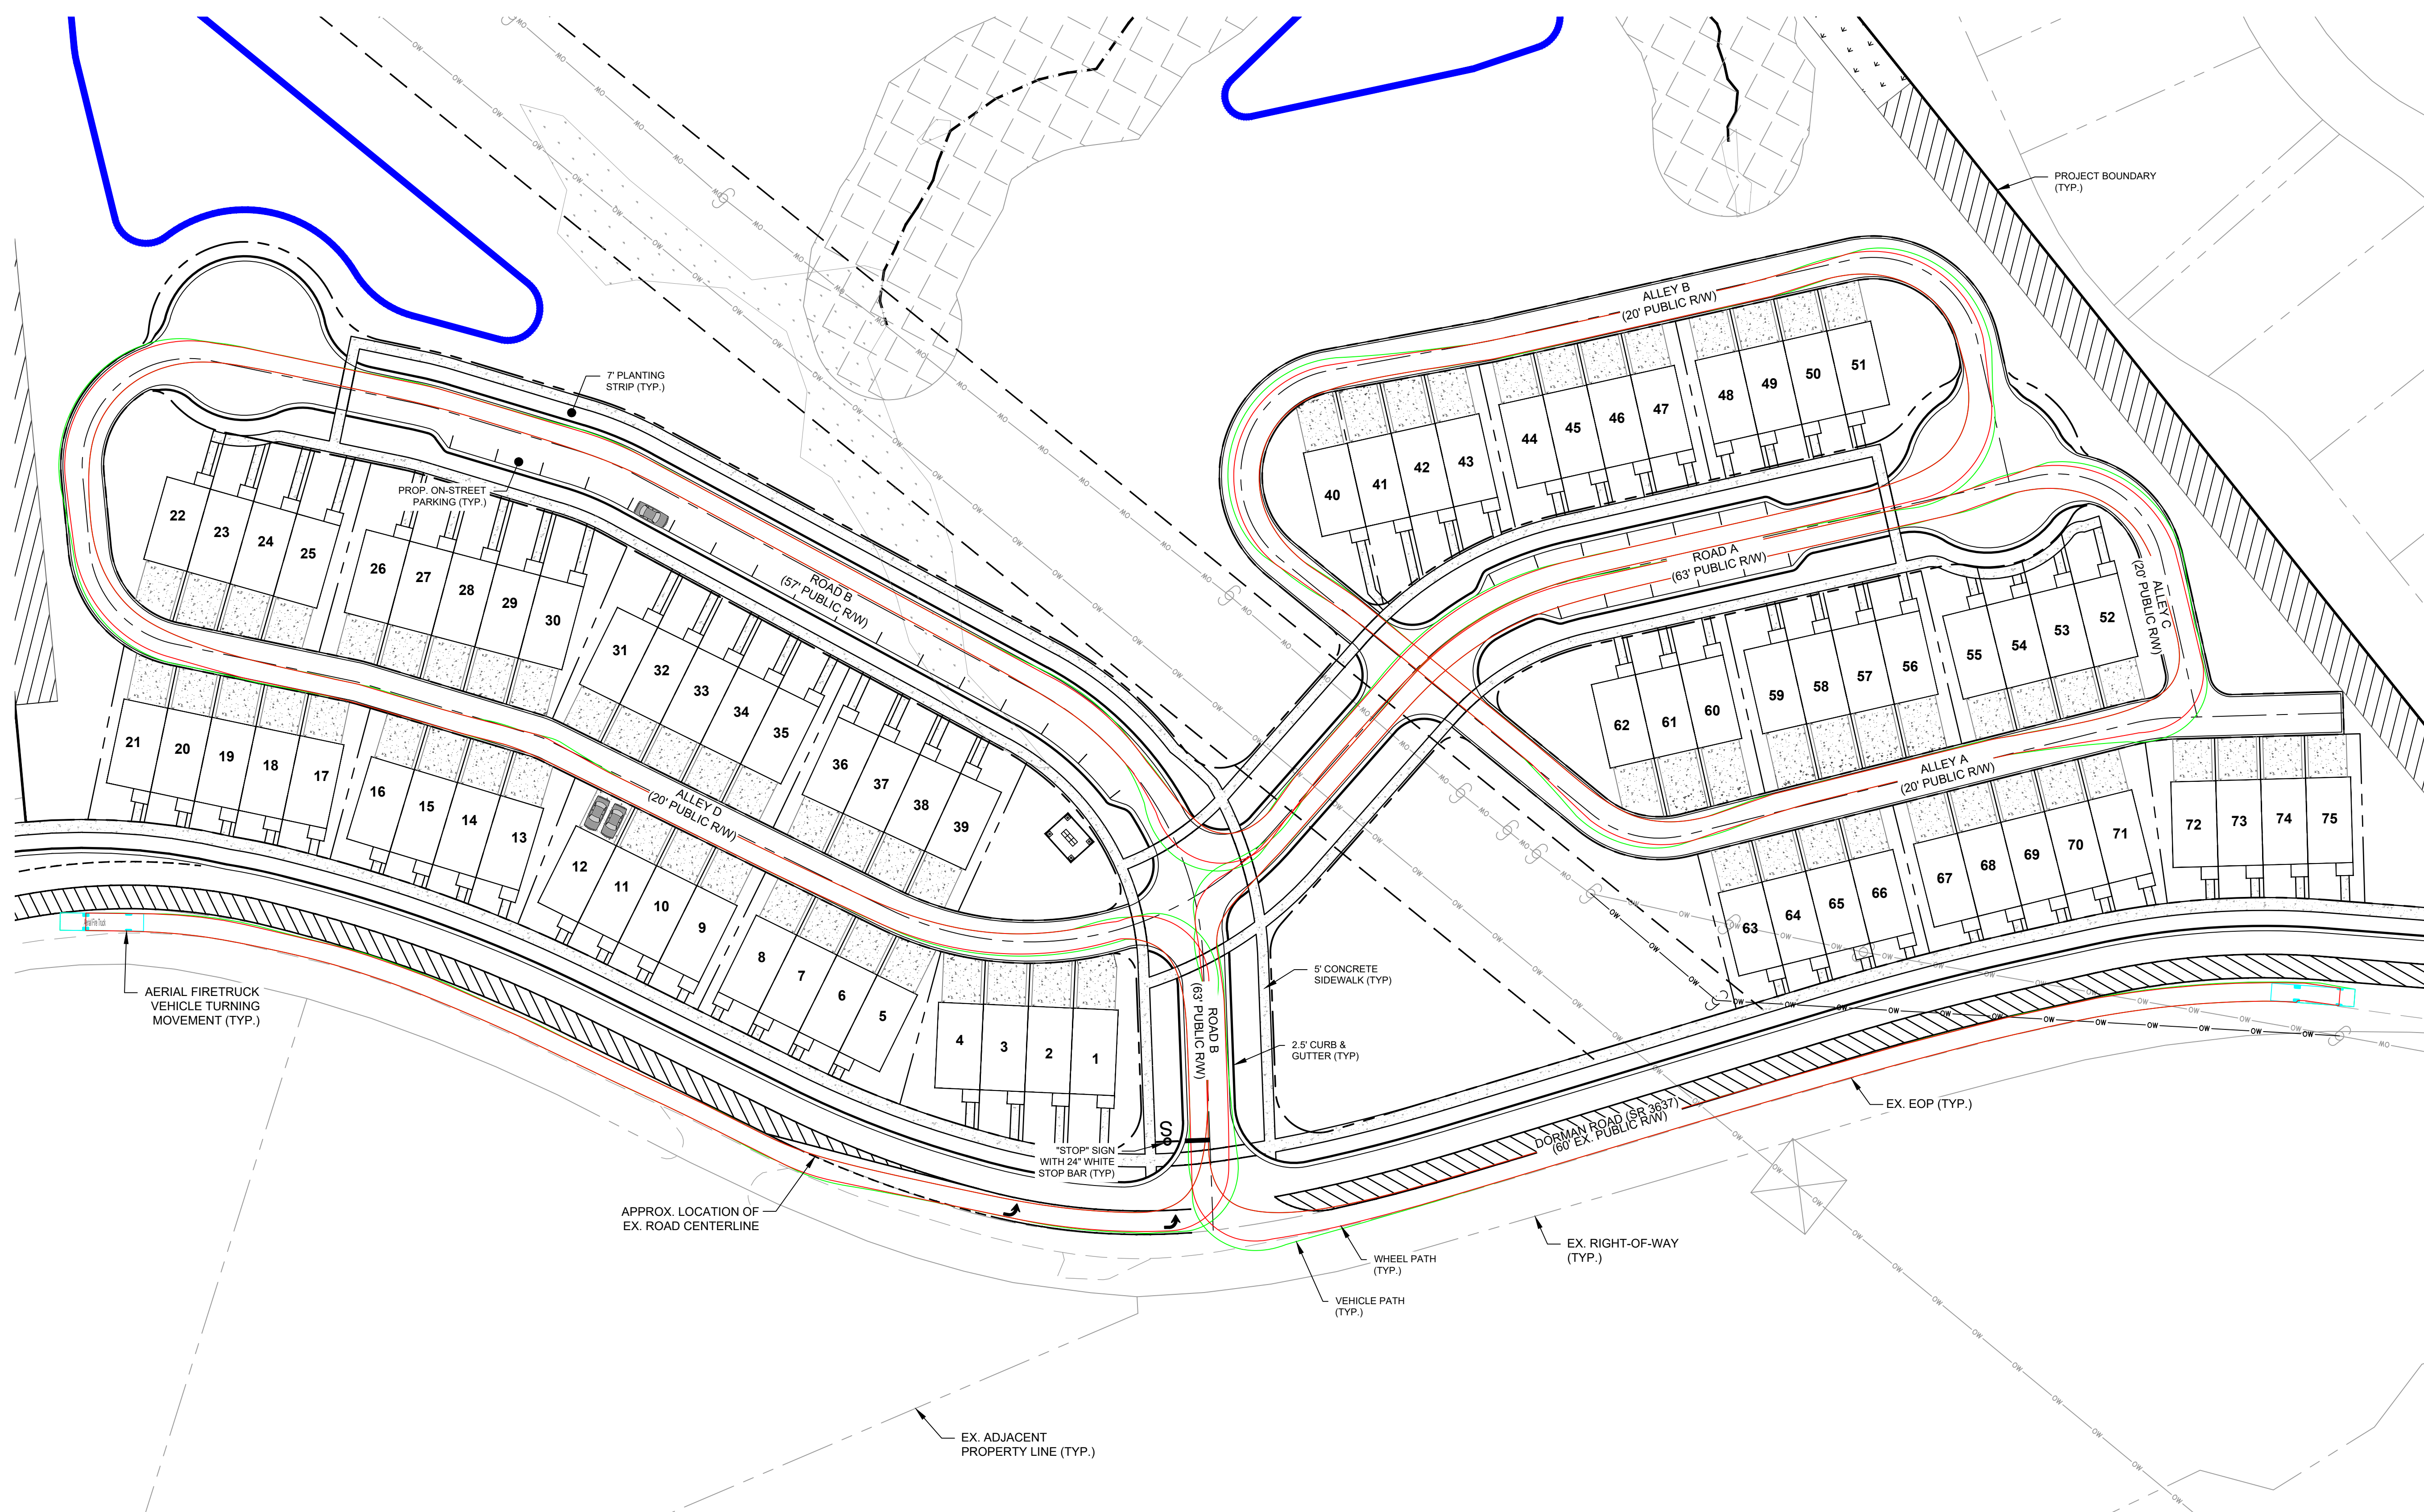 PROJECT BOUNDARY
(TYP.)
ALLEY B
(20' PUBLIC R/W)
7' PLANTING
STRIP (TYP.)
PROP. ON-STREET
PARKING (TYP.)
22
23
24
25
26
27
28
29
30
31
32
33
34
35
36
37
38
39
ROAD B
(57' PUBLIC R/W)
40
41
42
43
44
45
46
47
48
49
50
51
ROAD A
(63' PUBLIC R/W)
62
61
60
59
58
57
56
55
54
53
52
ALLEY C
(20' PUBLIC R/W)
ALLEY A
(20' PUBLIC R/W)
21
20
19
18
17
16
15
14
13
12
11
10
9
8
7
6
5
4
3
2
1
ALLEY D
(20' PUBLIC R/W)
63
64
65
66
67
68
69
70
71
72
73
74
75
AERIAL FIRETRUCK
VEHICLE TURNING
MOVEMENT (TYP.)
5' CONCRETE
SIDEWALK (TYP)
ROAD B
(63' PUBLIC R/W)
2.5' CURB &
GUTTER (TYP)
S
"STOP" SIGN
WITH 24" WHITE
STOP BAR (TYP)
DORMAN ROAD (SR 3637)
(60' EX. PUBLIC R/W)
EX. EOP (TYP.)
APPROX. LOCATION OF
EX. ROAD CENTERLINE
EX. RIGHT-OF-WAY
(TYP.)
WHEEL PATH
(TYP.)
VEHICLE PATH
(TYP.)
EX. ADJACENT
PROPERTY LINE (TYP.)
OW
OW
OW
OW
OW
OW
OW
OW